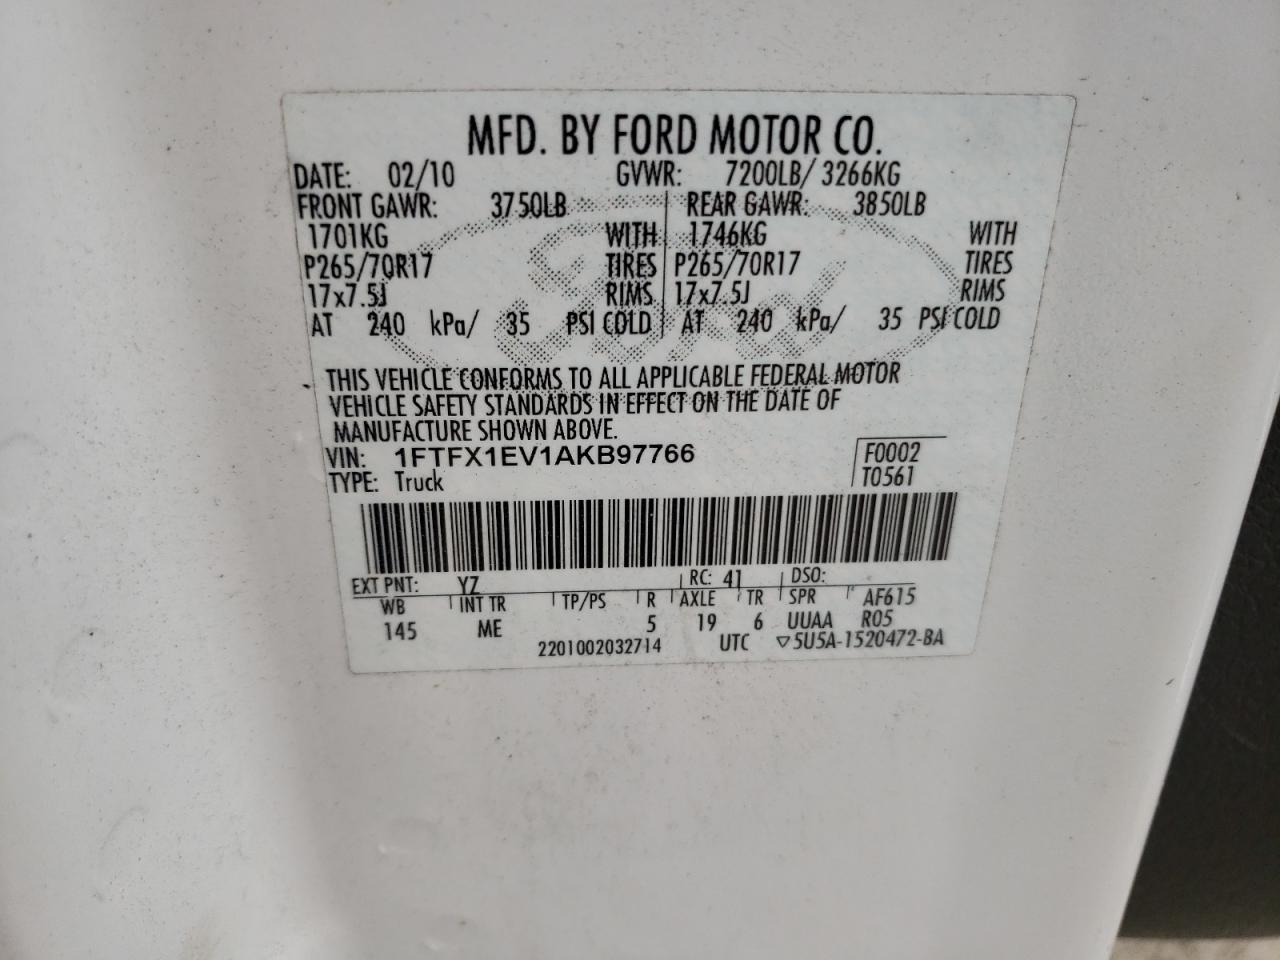 MFD. BY FORD MOTOR CO.
DATE: 02/10 GVWR: 7200LB/ 3266KG
FRONT GAWR: 3750LB REAR GAWR: 3850LB
1701KG WITH 1746KG WITH
P265/70R17 TIRES P265/70R17 TIRES
17x7.5J RIMS 17x7.5J RIMS
AT 240 kPa/ 35 PSI COLD AT 240 kPa/ 35 PSI COLD
Ford
THIS VEHICLE CONFORMS TO ALL APPLICABLE FEDERAL MOTOR
VEHICLE SAFETY STANDARDS IN EFFECT ON THE DATE OF
MANUFACTURE SHOWN ABOVE.
VIN: 1FTFX1EV1AKB97766 F0002
TYPE: Truck T0561
EXT PNT: YZ RC: 41 DSO:
WB INT TR TP/PS R AXLE TR SPR AF615
145 ME 5 19 6 UUAA R05
2201002032714 UTC ▽5U5A-1520472-BA